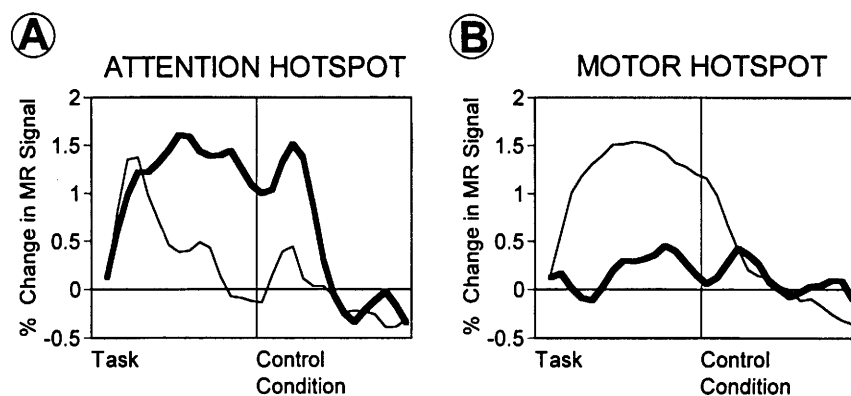 A
ATTENTION HOTSPOT
% Change in MR Signal
2
1.5
1
0.5
0
-0.5
Task
Control
Condition
B
MOTOR HOTSPOT
% Change in MR Signal
2
1.5
1
0.5
0
-0.5
Task
Control
Condition